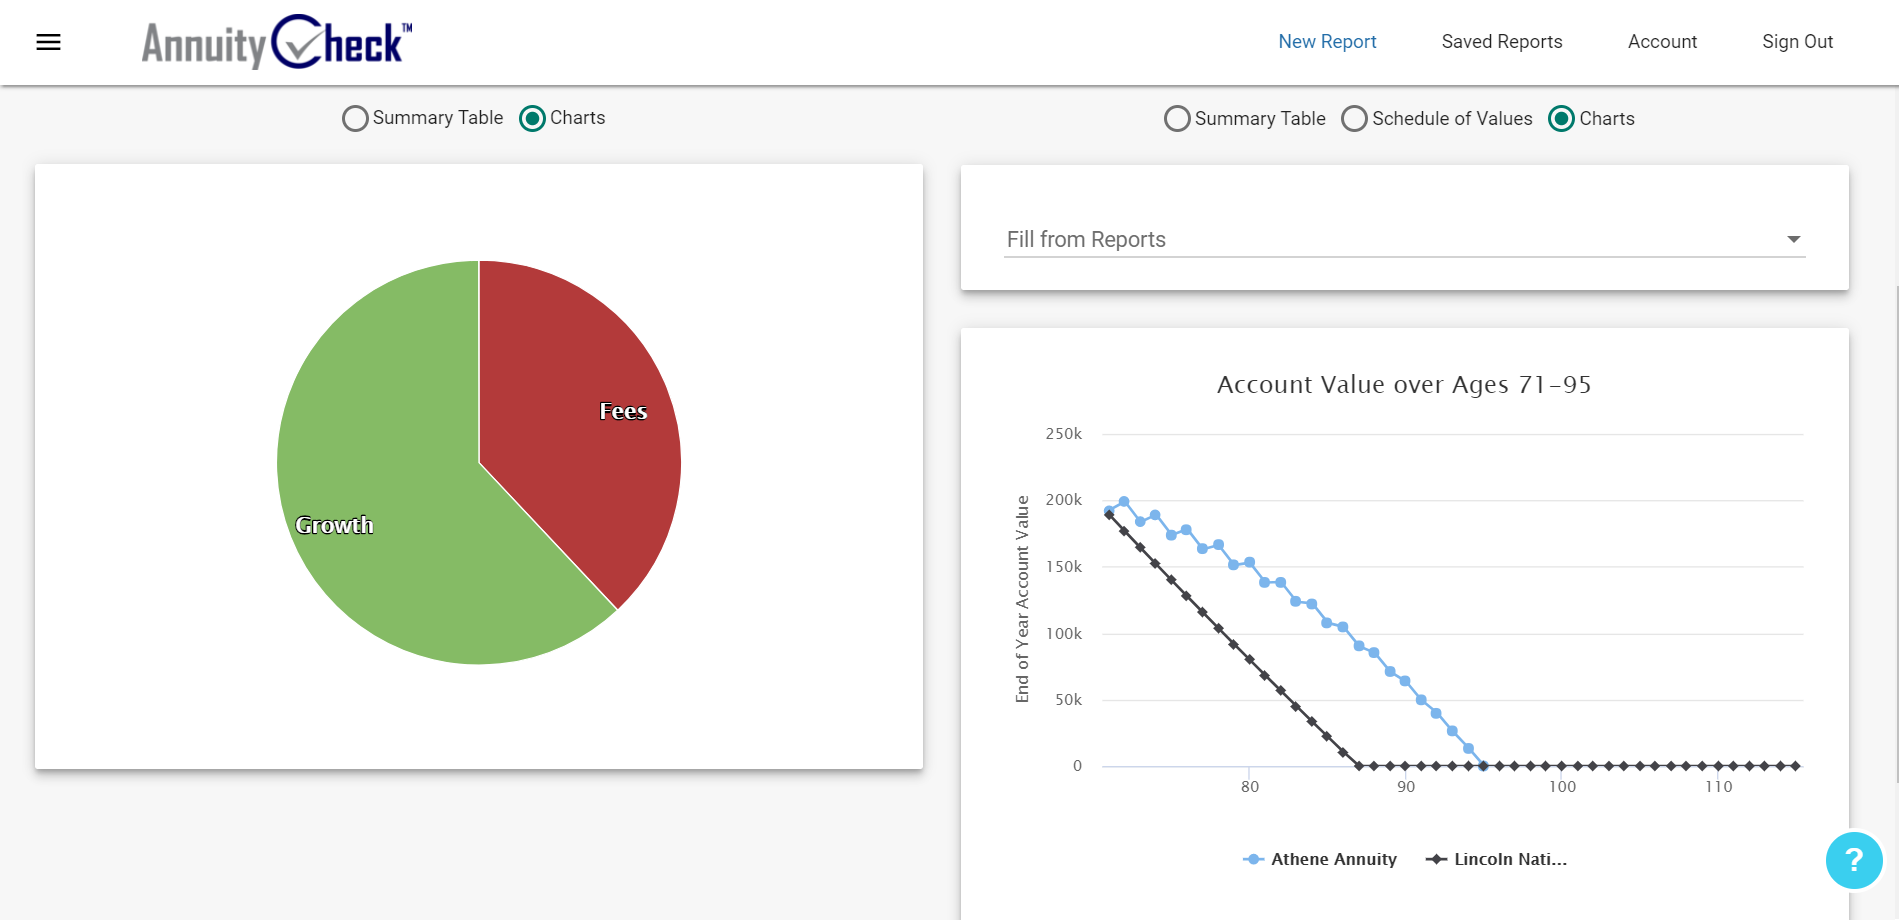 AnnuityCheck™
New Report
Saved Reports
Account
Sign Out
Summary Table
Charts
Summary Table
Schedule of Values
Charts
Fees
Growth
Fill from Reports
Account Value over Ages 71-95
End of Year Account Value
250k
200k
150k
100k
50k
0
80
90
100
110
Athene Annuity
Lincoln Nati...
?